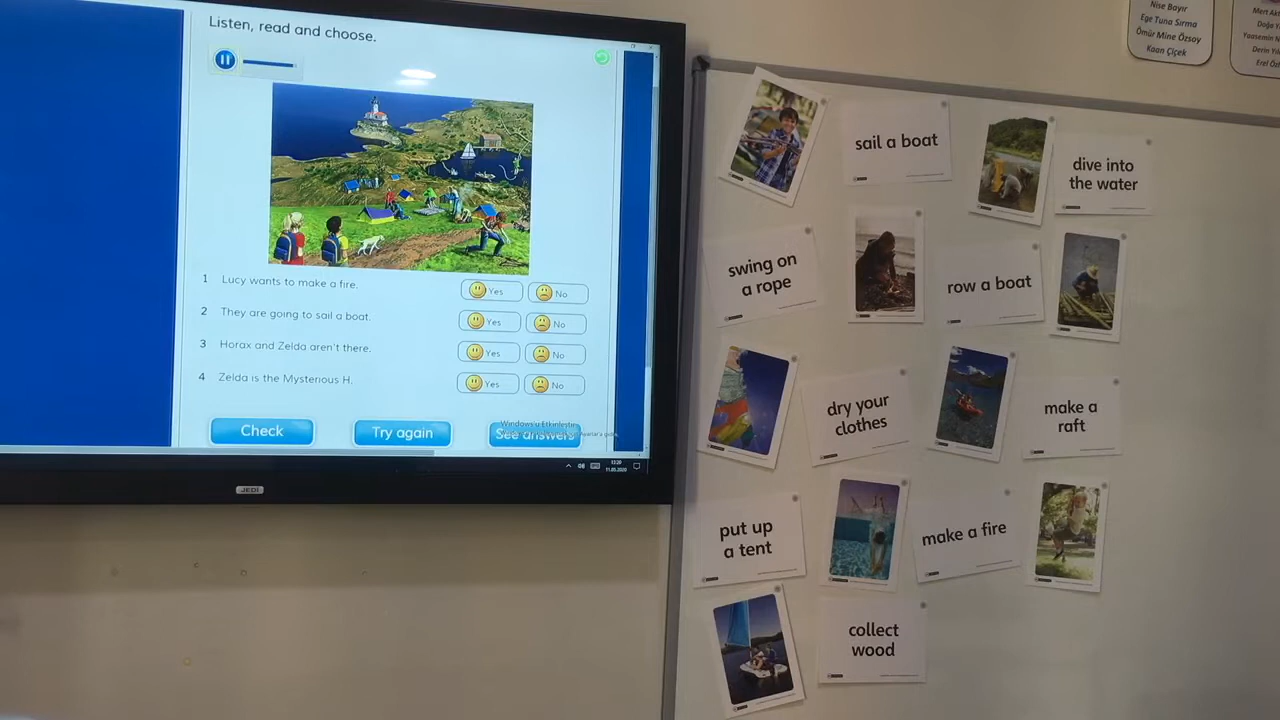 Listen, read and choose.
1 Lucy wants to make a fire.
Yes
No
2 They are going to sail a boat.
Yes
No
3 Horax and Zelda aren't there.
Yes
No
4 Zelda is the Mysterious H.
Yes
No
Check
Try again
See answers
Windows'u Etkinleştir
JEDI
sail a boat
dive into
the water
swing on
a rope
row a boat
dry your
clothes
make a
raft
put up
a tent
make a fire
collect
wood
Nise Bayır
Ege Tuna Sırma
Ömür Mine Özsoy
Kaan Çiçek